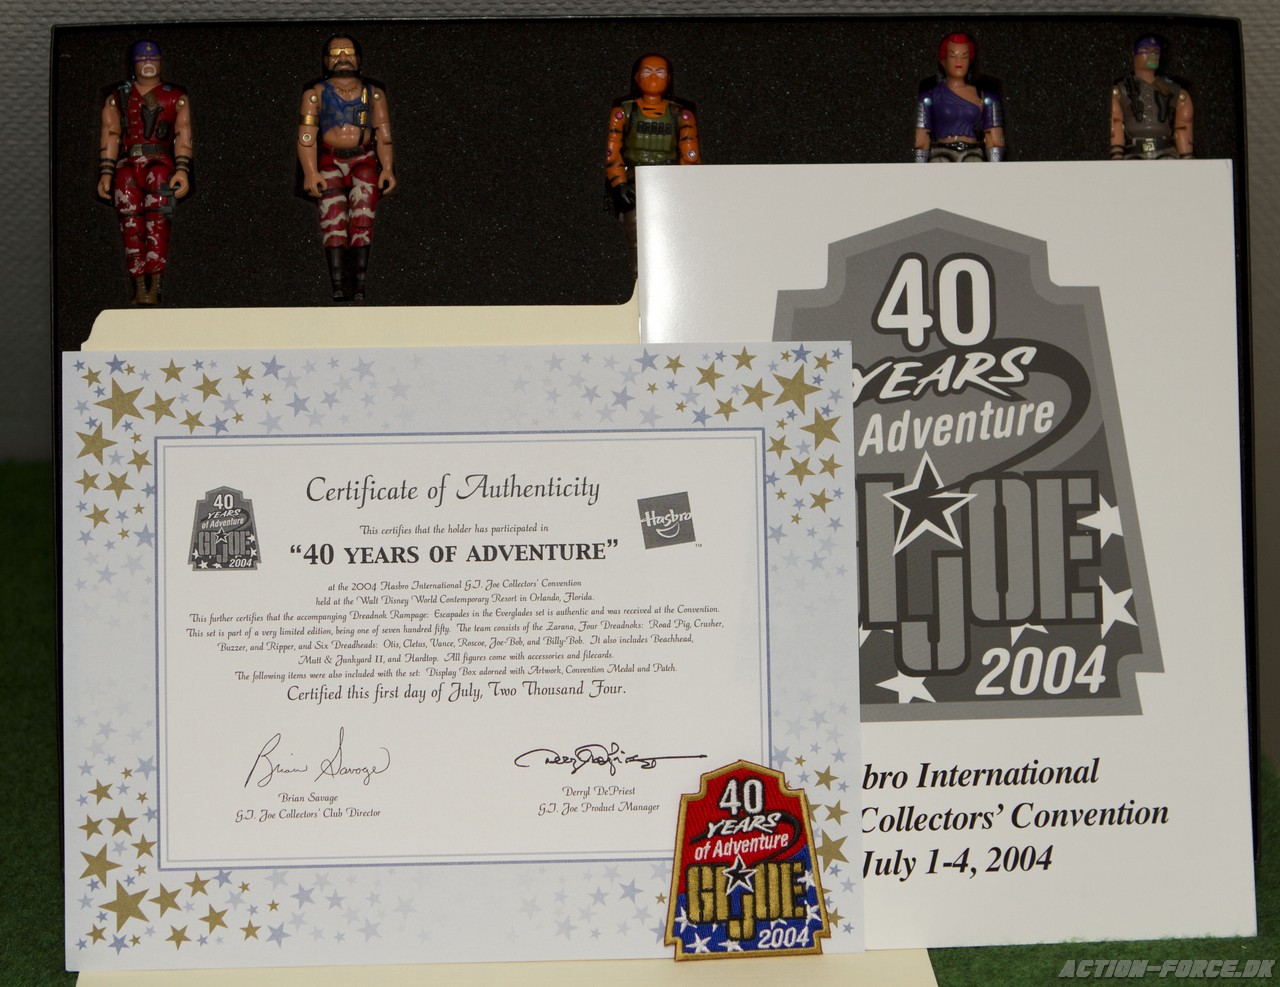 40
YEARS
Adventure
JOE
2004
bro International
Collectors' Convention
July 1-4, 2004
Certificate of Authenticity
40
YEARS
of Adventure
GI JOE
2004
Hasbro
™
This certifies that the holder has participated in
"40 YEARS OF ADVENTURE"
at the 2004 Hasbro International G.I. Joe Collectors' Convention
held at the Walt Disney World Contemporary Resort in Orlando, Florida.
This further certifies that the accompanying Dreadnok Rampage: Escapades in the Everglades set is authentic and was received at the Convention.
This set is part of a very limited edition, being one of seven hundred fifty. The team consists of the Zarana, Four Dreadnoks: Road Pig, Crusher,
Buzzer, and Ripper, and Six Dreadheads: Otis, Cletus, Vance, Roscoe, Joe-Bob, and Billy-Bob. It also includes Beachhead,
Mutt & Junkyard II, and Hardtop. All figures come with accessories and filecards.
The following items were also included with the set: Display Box adorned with Artwork, Convention Medal and Patch.
Certified this first day of July, Two Thousand Four.
Brian Savage
Brian Savage
G.I. Joe Collectors' Club Director
Derryl DePriest
G.I. Joe Product Manager
40
YEARS
of Adventure
GI JOE
2004
ACTION-FORCE.DK